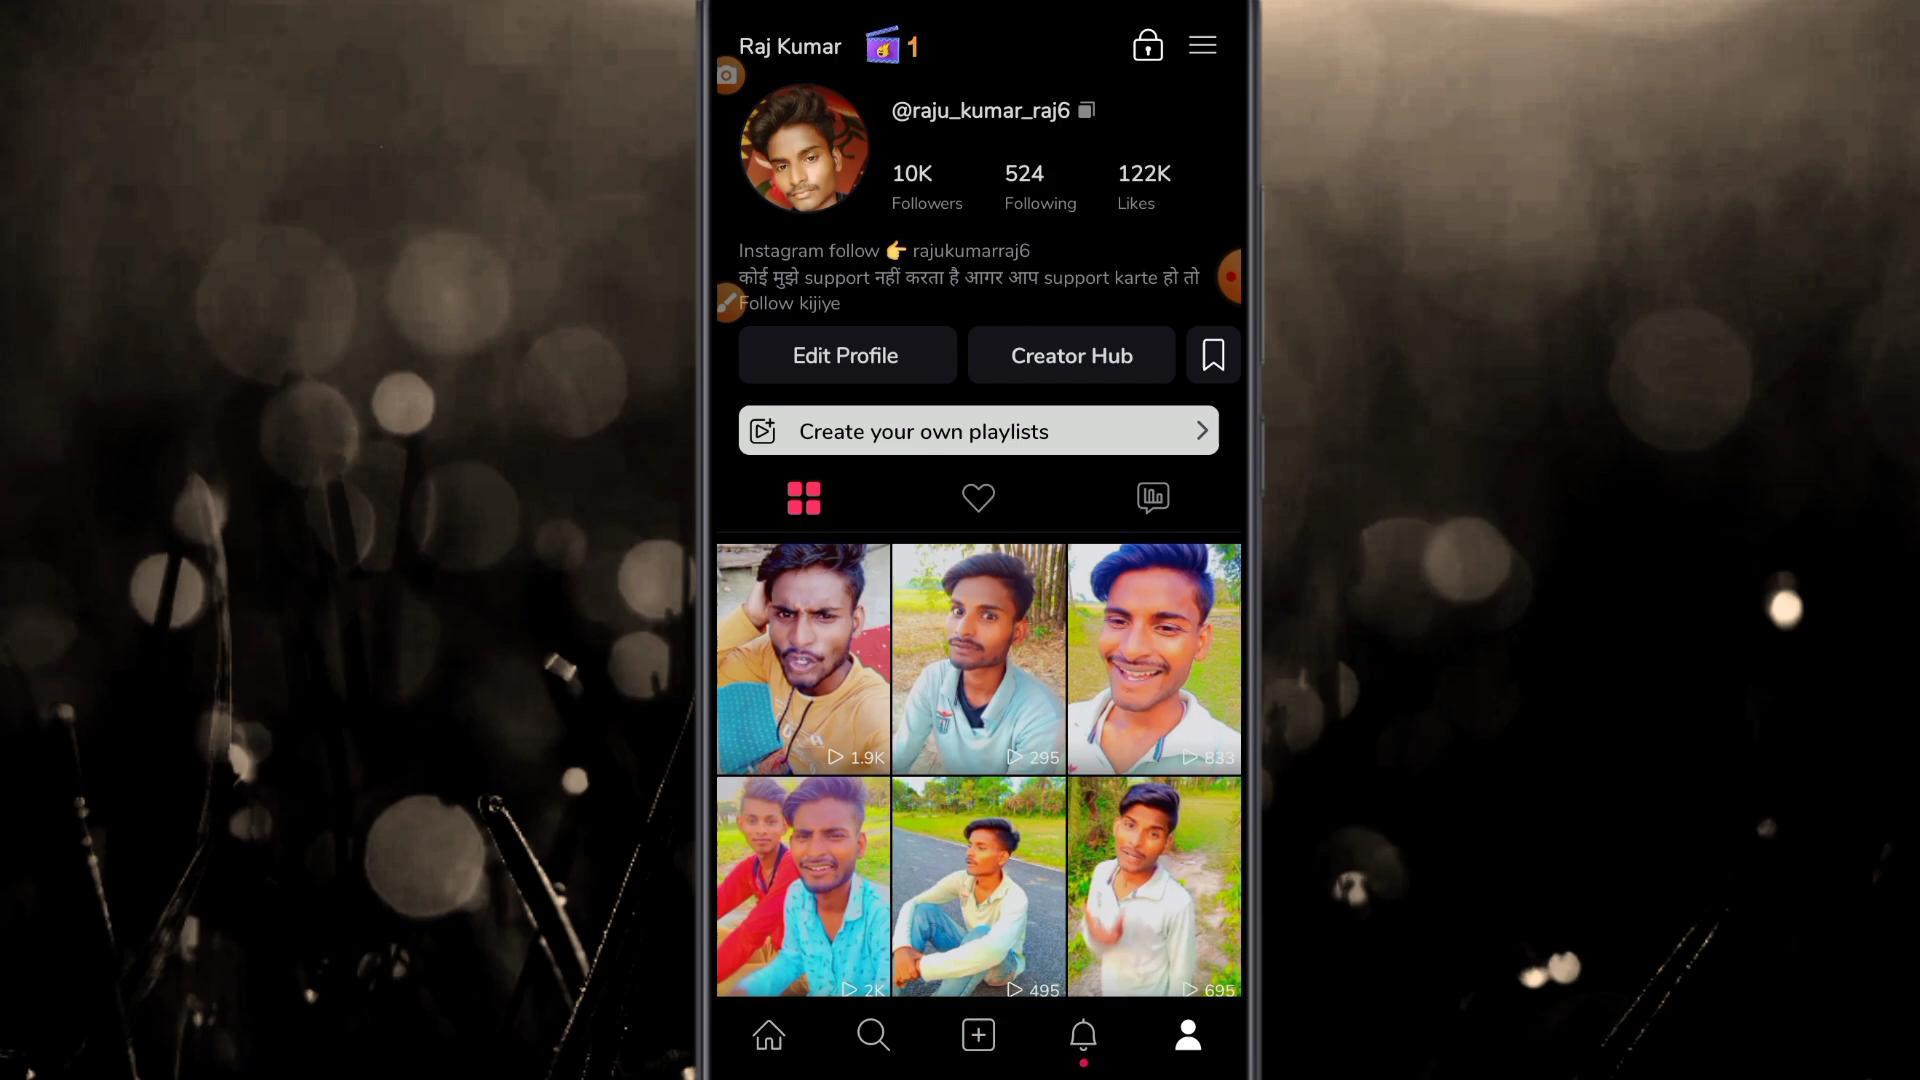 Raj Kumar 1
@raju_kumar_raj6
10K 524 122K
Followers Following Likes
Instagram follow 👉 rajukumarraj6
कोई मुझे support नहीं करता है आगर आप support karte हो तो
Follow kijiye
Edit Profile Creator Hub
Create your own playlists
1.9K 295 833
2K 495 695